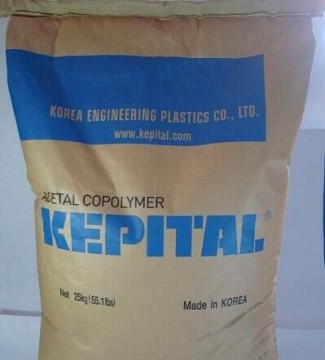 KOREA ENGINEERING PLASTICS CO., LTD.
www.kepital.com
ACETAL COPOLYMER
KEPITAL®
Net 25kg (55.1lbs)
Made in KOREA